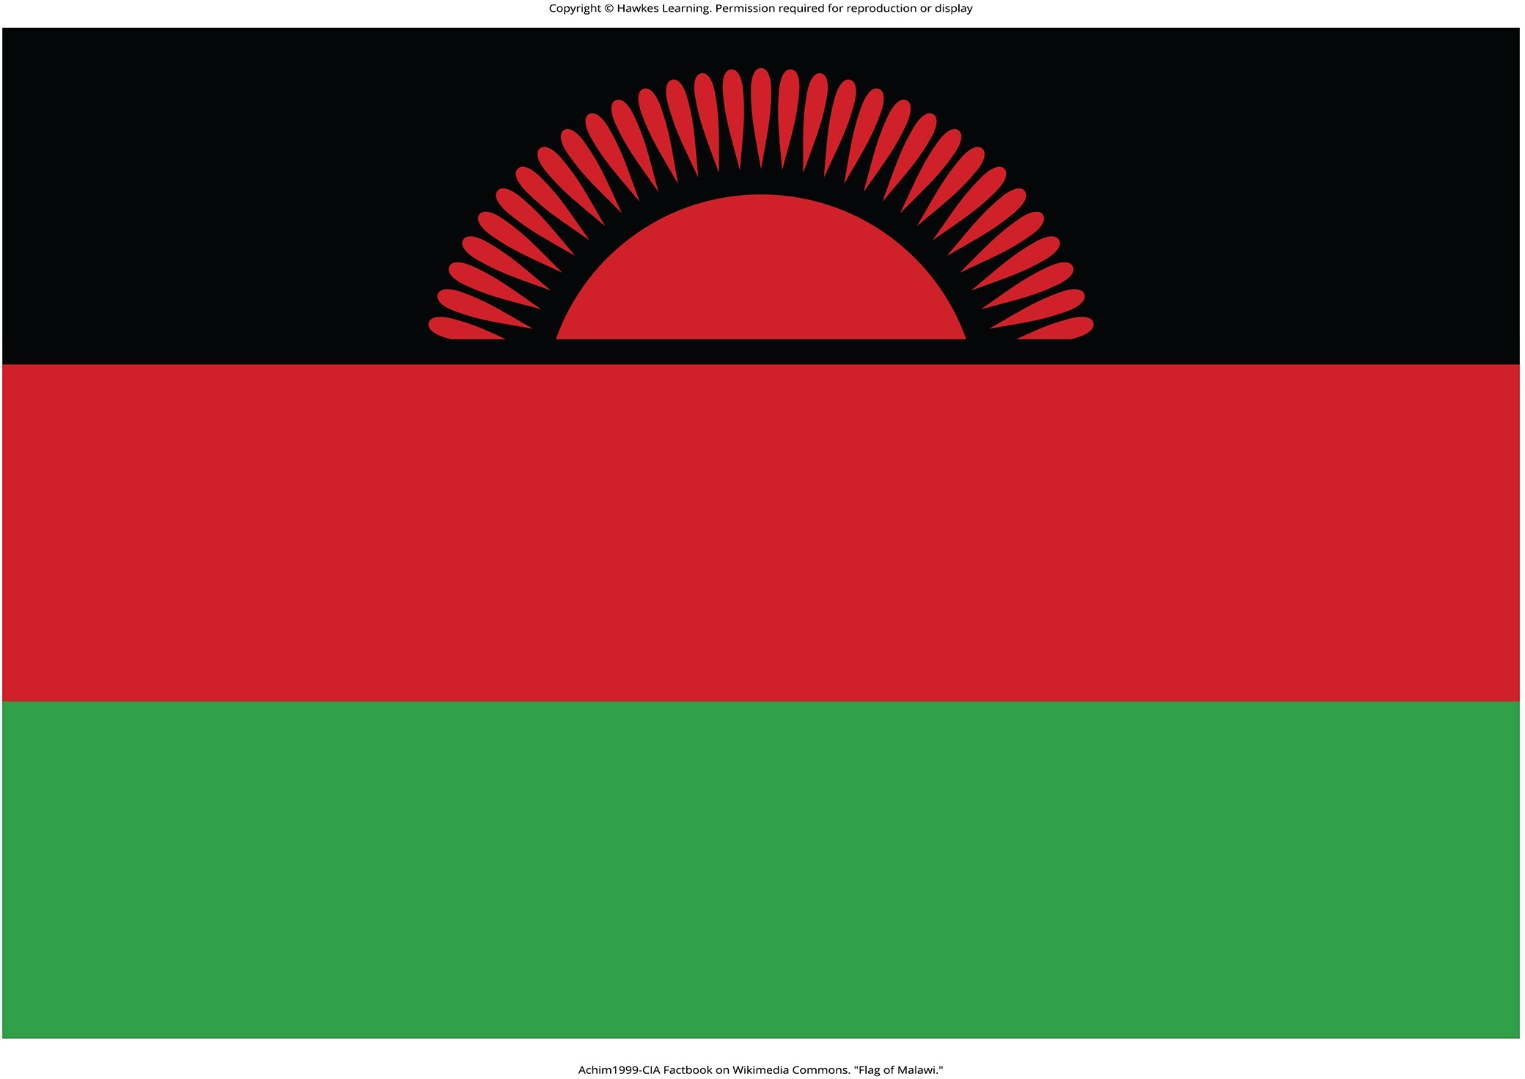 Copyright © Hawkes Learning. Permission required for reproduction or display
Achim1999-CIA Factbook on Wikimedia Commons. "Flag of Malawi."